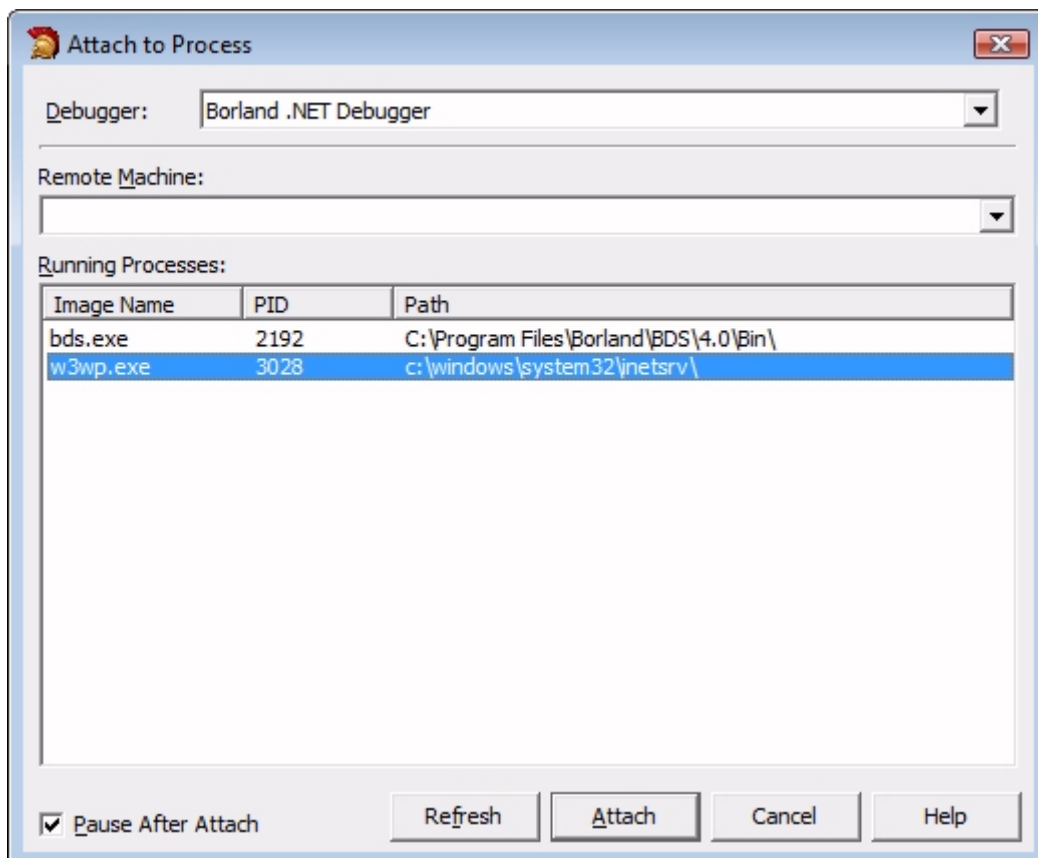 Attach to Process
Debugger: Borland .NET Debugger
Remote Machine:
Running Processes:
Image Name PID Path
bds.exe 2192 C:\Program Files\Borland\BDS\4.0\Bin\
w3wp.exe 3028 c:\windows\system32\inetsrv\
Pause After Attach Refresh Attach Cancel Help